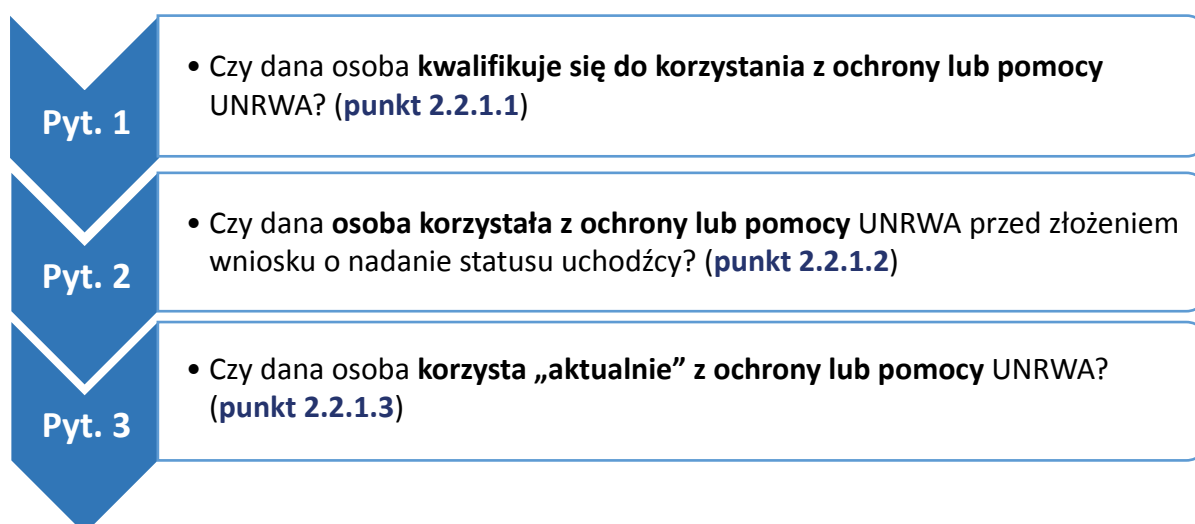 Pyt. 1
• Czy dana osoba kwalifikuje się do korzystania z ochrony lub pomocy
UNRWA? (punkt 2.2.1.1)
Pyt. 2
• Czy dana osoba korzystała z ochrony lub pomocy UNRWA przed złożeniem
wniosku o nadanie statusu uchodźcy? (punkt 2.2.1.2)
Pyt. 3
• Czy dana osoba korzysta „aktualnie” z ochrony lub pomocy UNRWA?
(punkt 2.2.1.3)